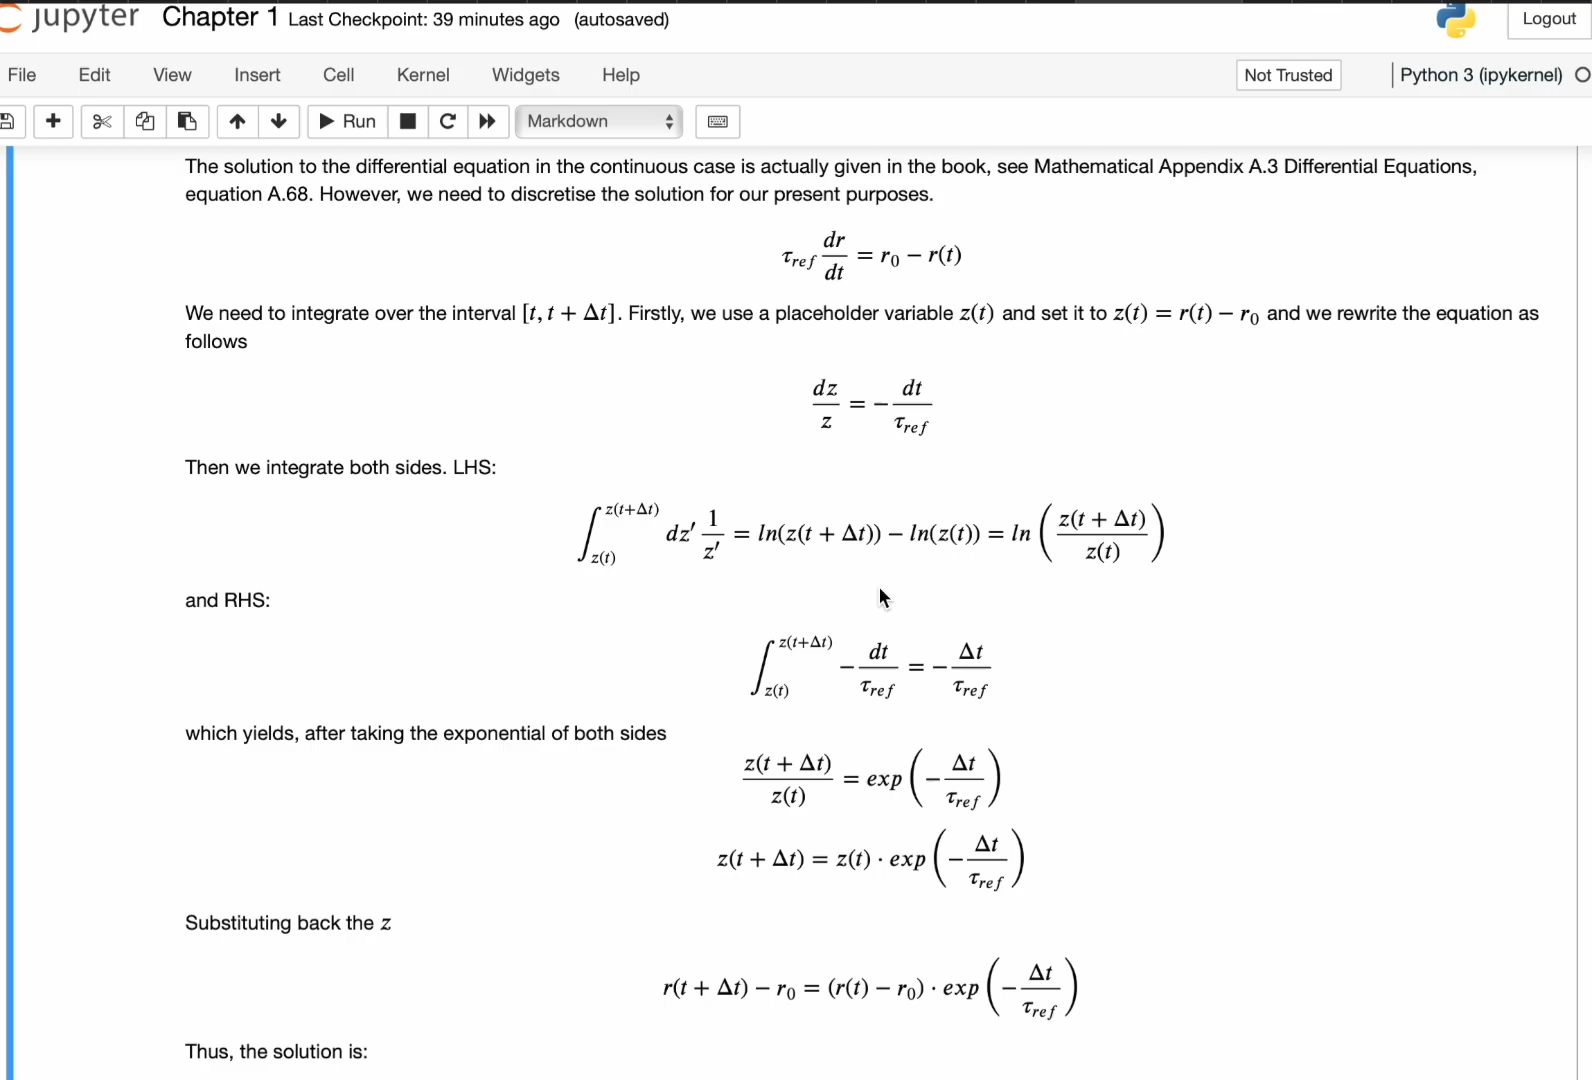 jupyter Chapter 1 Last Checkpoint: 39 minutes ago (autosaved) Logout
File Edit View Insert Cell Kernel Widgets Help Not Trusted Python 3 (ipykernel)
Run Markdown
The solution to the differential equation in the continuous case is actually given in the book, see Mathematical Appendix A.3 Differential Equations,
equation A.68. However, we need to discretise the solution for our present purposes.
τ_ref dr/dt = r₀ − r(t)
We need to integrate over the interval [t, t + Δt]. Firstly, we use a placeholder variable z(t) and set it to z(t) = r(t) − r₀ and we rewrite the equation as
follows
dz/z = − dt/τ_ref
Then we integrate both sides. LHS:
∫_{z(t)}^{z(t+Δt)} dz′ 1/z′ = ln(z(t + Δt)) − ln(z(t)) = ln (z(t + Δt)/z(t))
and RHS:
∫_{z(t)}^{z(t+Δt)} − dt/τ_ref = − Δt/τ_ref
which yields, after taking the exponential of both sides
z(t + Δt)/z(t) = exp (− Δt/τ_ref)
z(t + Δt) = z(t) · exp (− Δt/τ_ref)
Substituting back the z
r(t + Δt) − r₀ = (r(t) − r₀) · exp (− Δt/τ_ref)
Thus, the solution is: